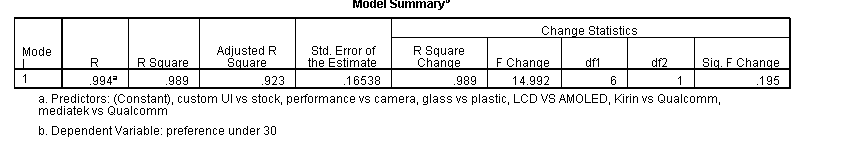 Model Summaryᵇ
Change Statistics
Mode
l R R Square Adjusted R
Square Std. Error of
the Estimate R Square
Change F Change df1 df2 Sig. F Change
1 .994ᵃ .989 .923 .16538 .989 14.992 6 1 .195
a. Predictors: (Constant), custom UI vs stock, performance vs camera, glass vs plastic, LCD VS AMOLED, Kirin vs Qualcomm,
mediatek vs Qualcomm
b. Dependent Variable: preference under 30